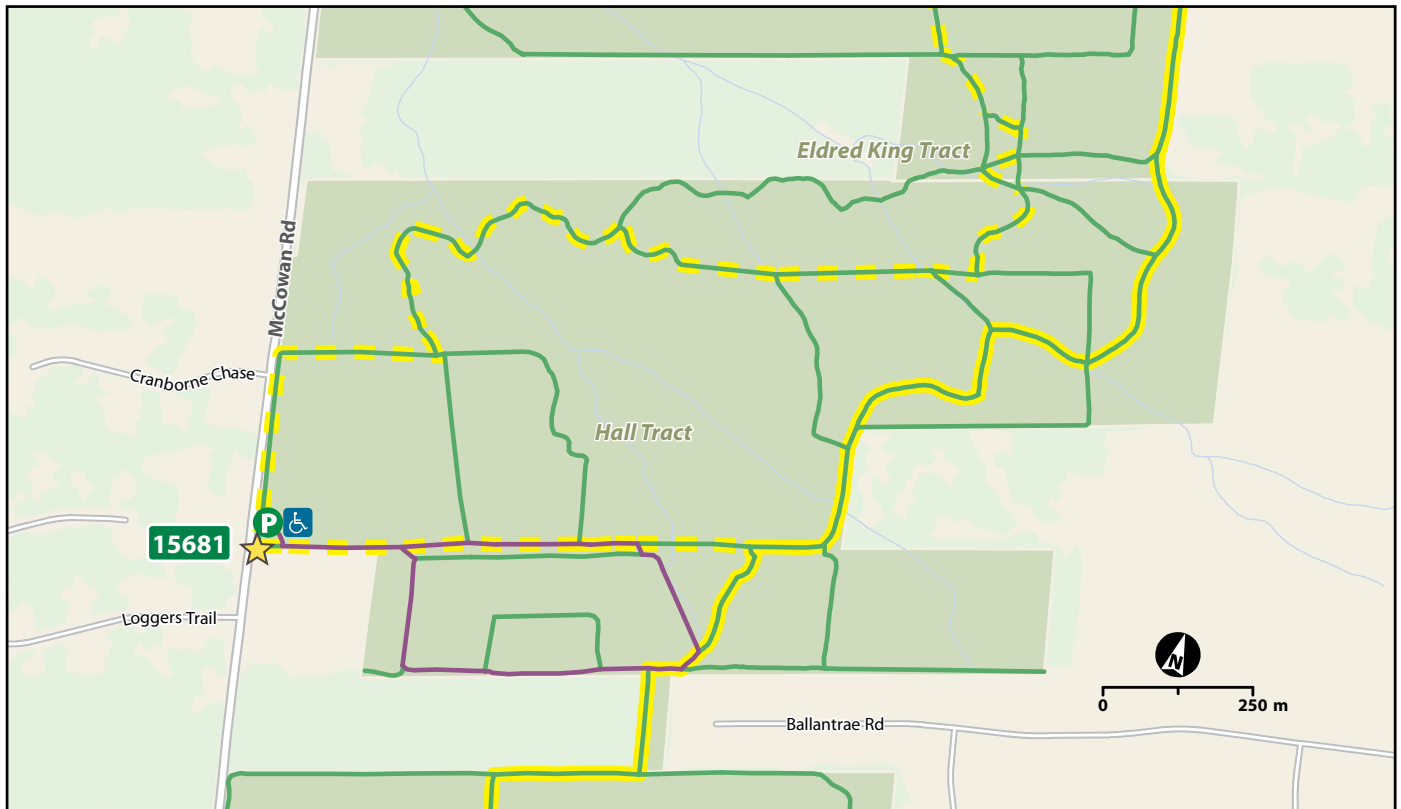 Eldred King Tract
McCowan Rd
Cranborne Chase
Hall Tract
P
15681
Loggers Trail
N
0 250 m
Ballantrae Rd